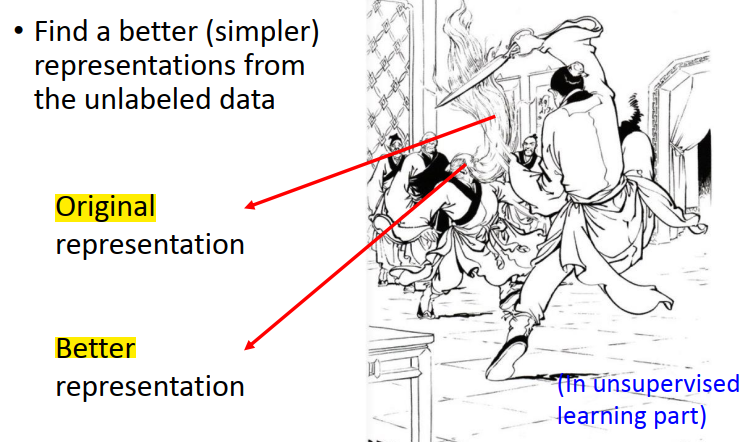 • Find a better (simpler)
representations from
the unlabeled data
Original
representation
Better
representation
(In unsupervised
learning part)